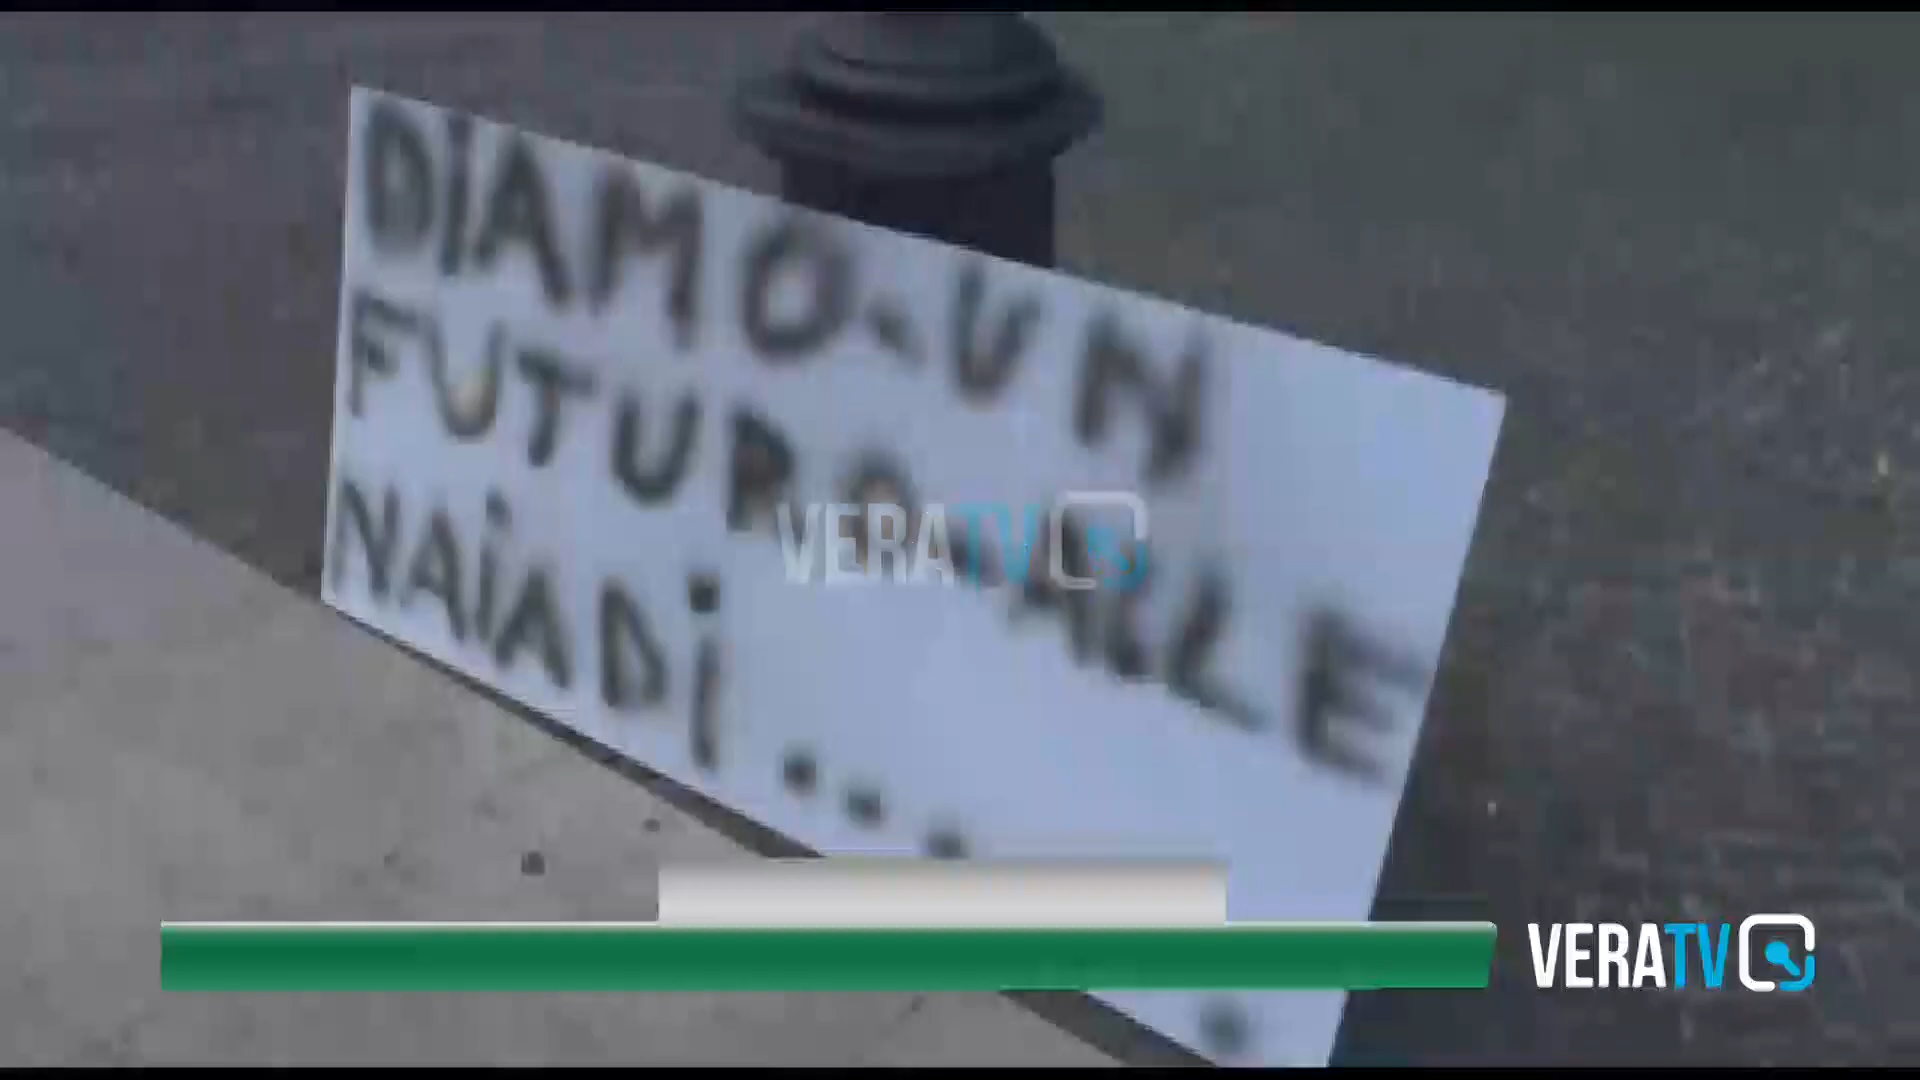 DiAMO-UN
FUTURO ALLE
NAiADi....
VERATV
VERATV